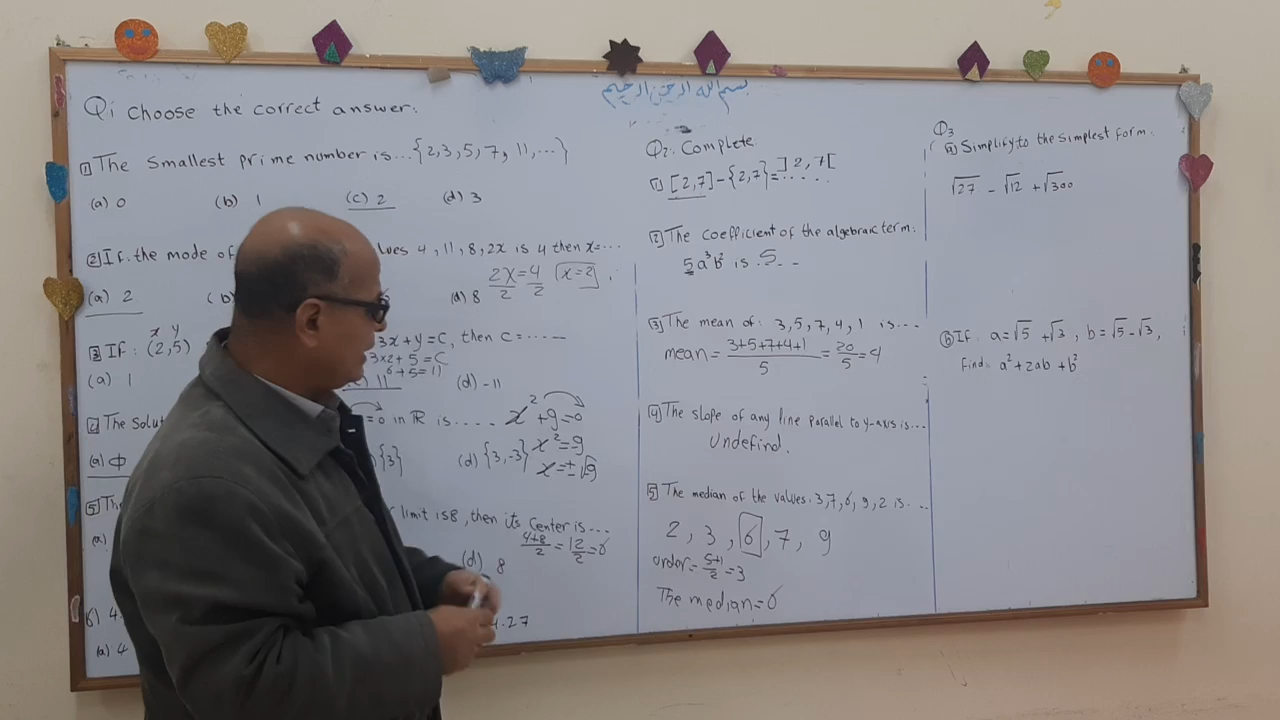 بسم الله الرحمن الرحيم
Q1 Choose the correct answer:
1 The smallest prime number is ... {2,3,5,7,11,...}
(a) 0 (b) 1 (c) 2 (d) 3
2 If the mode of lues 4, 11, 8, 2x is 4 then x=...
2x/2 = 4/2 x=2
(a) 2 (b) (d) 8
x y
3 If: (2,5) 3x+y=C, then C=.....
3x2+5=C
6+5=11
(a) 1 11 (d) -11
4 The Solut =0 in ℝ is .... x²+9=0
(a) Φ {3} (d) {3,-3} x²=-9
x=±√-9
5 The r limit is 8, then its center is ...
(a) (4+8)/2 = 12/2 = 6
(d) 8
6) 4. 4.27
(a) 4
Q2: Complete
1) [2,7]-{2,7}=]2,7[
2 The coefficient of the algebraic term:
5a³b² is .5..
3 The mean of: 3,5,7,4,1 is...
mean = (3+5+7+4+1)/5 = 20/5 = 4
4 The slope of any line parallel to y-axis is...
Undefind.
5 The median of the values: 3,7,6,9,2 is ...
2, 3, 6, 7, 9
order = (5+1)/2 = 3
The median = 6
Q3
a) Simplify to the simplest form:
√27 - √12 + √300
b) If a=√5 +√3, b=√5-√3,
find: a²+2ab+b²